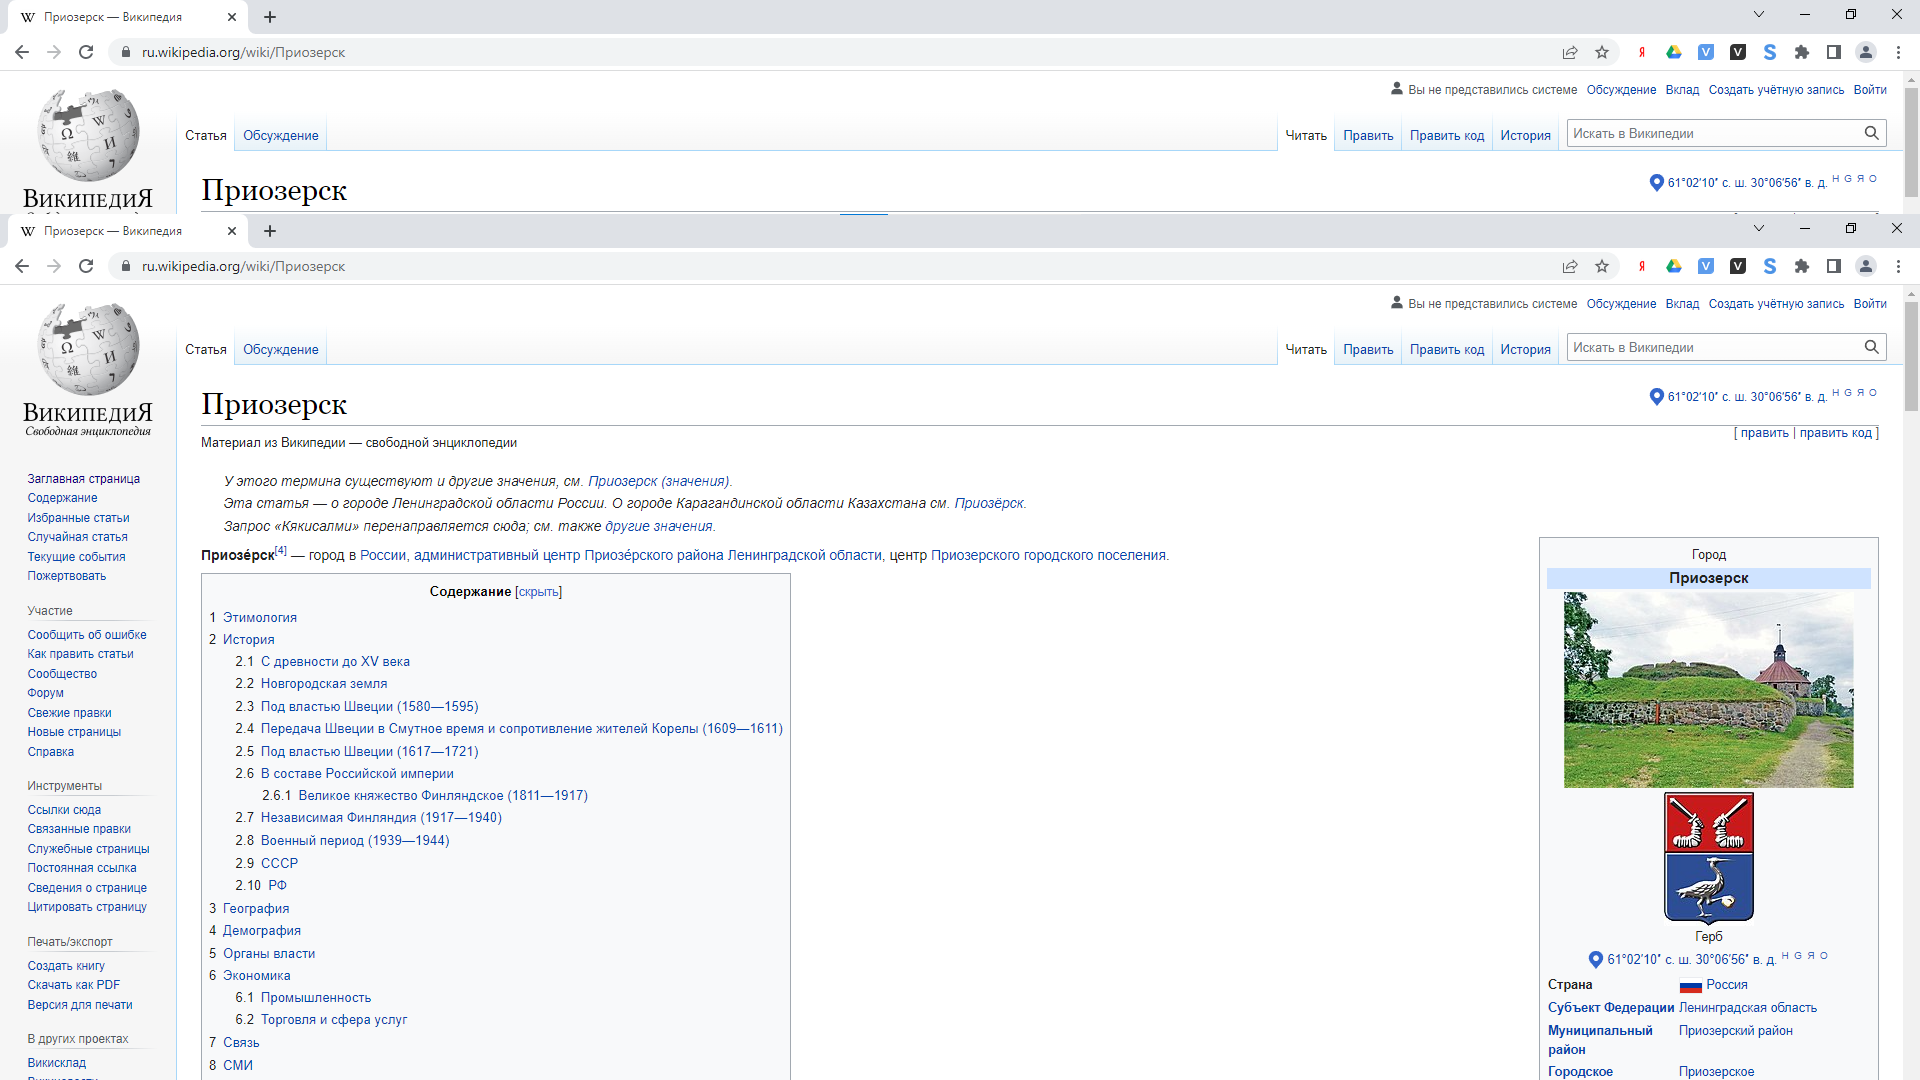 Приозерск — Википедия
ru.wikipedia.org/wiki/Приозерск
Вы не представились системе Обсуждение Вклад Создать учётную запись Войти
Статья Обсуждение Читать Править Править код История Искать в Википедии
ВикипедиЯ
Приозерск
61°02′10″ с. ш. 30°06′56″ в. д. H G Я O
Приозерск — Википедия
ru.wikipedia.org/wiki/Приозерск
Вы не представились системе Обсуждение Вклад Создать учётную запись Войти
Статья Обсуждение Читать Править Править код История Искать в Википедии
ВикипедиЯ
Свободная энциклопедия
Заглавная страница
Содержание
Избранные статьи
Случайная статья
Текущие события
Пожертвовать
Участие
Сообщить об ошибке
Как править статьи
Сообщество
Форум
Свежие правки
Новые страницы
Справка
Инструменты
Ссылки сюда
Связанные правки
Служебные страницы
Постоянная ссылка
Сведения о странице
Цитировать страницу
Печать/экспорт
Создать книгу
Скачать как PDF
Версия для печати
В других проектах
Викисклад
Приозерск
61°02′10″ с. ш. 30°06′56″ в. д. H G Я O
Материал из Википедии — свободной энциклопедии
[ править | править код ]
У этого термина существуют и другие значения, см. Приозерск (значения).
Эта статья — о городе Ленинградской области России. О городе Карагандинской области Казахстана см. Приозёрск.
Запрос «Кякисалми» перенаправляется сюда; см. также другие значения.
Приозе́рск[4] — город в России, административный центр Приозе́рского района Ленинградской области, центр Приозерского городского поселения.
Содержание [скрыть]
1 Этимология
2 История
2.1 С древности до XV века
2.2 Новгородская земля
2.3 Под властью Швеции (1580—1595)
2.4 Передача Швеции в Смутное время и сопротивление жителей Корелы (1609—1611)
2.5 Под властью Швеции (1617—1721)
2.6 В составе Российской империи
2.6.1 Великое княжество Финляндское (1811—1917)
2.7 Независимая Финляндия (1917—1940)
2.8 Военный период (1939—1944)
2.9 СССР
2.10 РФ
3 География
4 Демография
5 Органы власти
6 Экономика
6.1 Промышленность
6.2 Торговля и сфера услуг
7 Связь
8 СМИ
Город
Приозерск
Герб
61°02′10″ с. ш. 30°06′56″ в. д. H G Я O
Страна Россия
Субъект Федерации Ленинградская область
Муниципальный район Приозерский район
Городское Приозерское